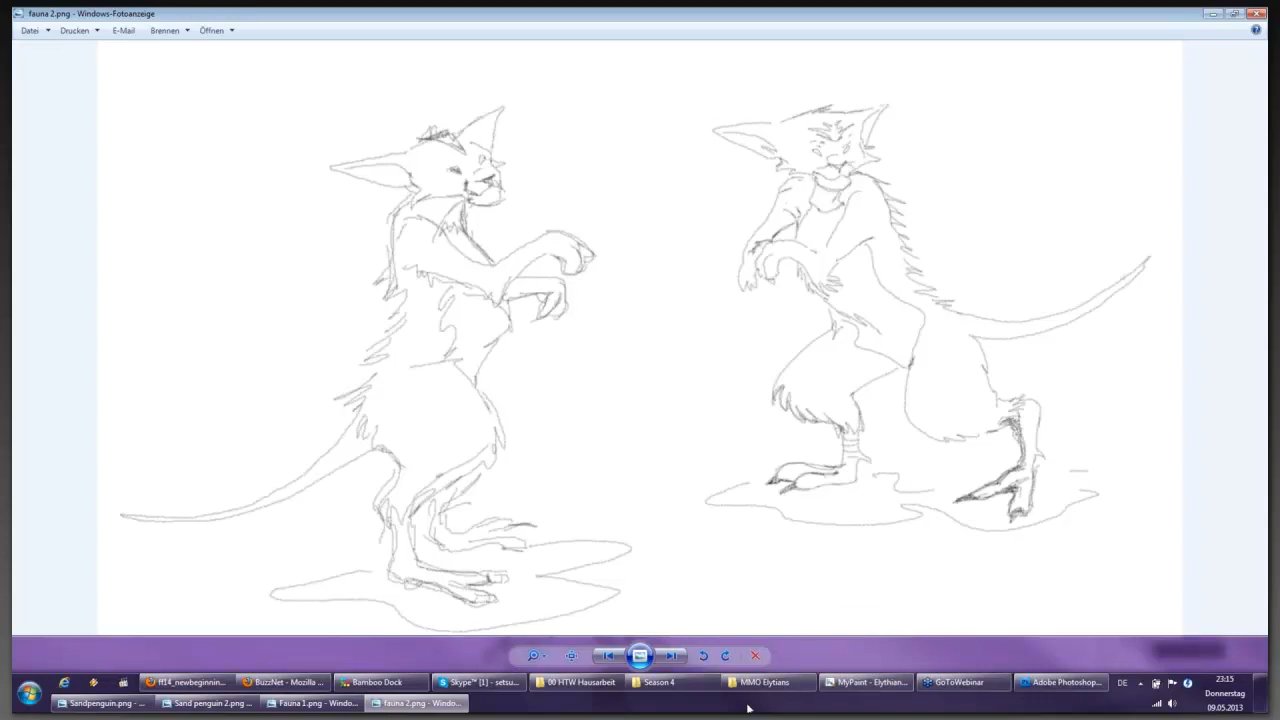 fauna 2.png - Windows-Fotoanzeige
Datei Drucken E-Mail Brennen Öffnen
ff14_newbeginnin... BuzzNet - Mozilla ... Bamboo Dock Skype™ [1] - setsu... 00 HTW Hausarbeit Season 4 MMO Elytians MyPaint - Elythian... GoToWebinar Adobe Photoshop... DE 23:15
Donnerstag
Sandpenguin.png - ... Sand penguin 2.png ... Fauna 1.png - Windo... fauna 2.png - Windo... 09.05.2013